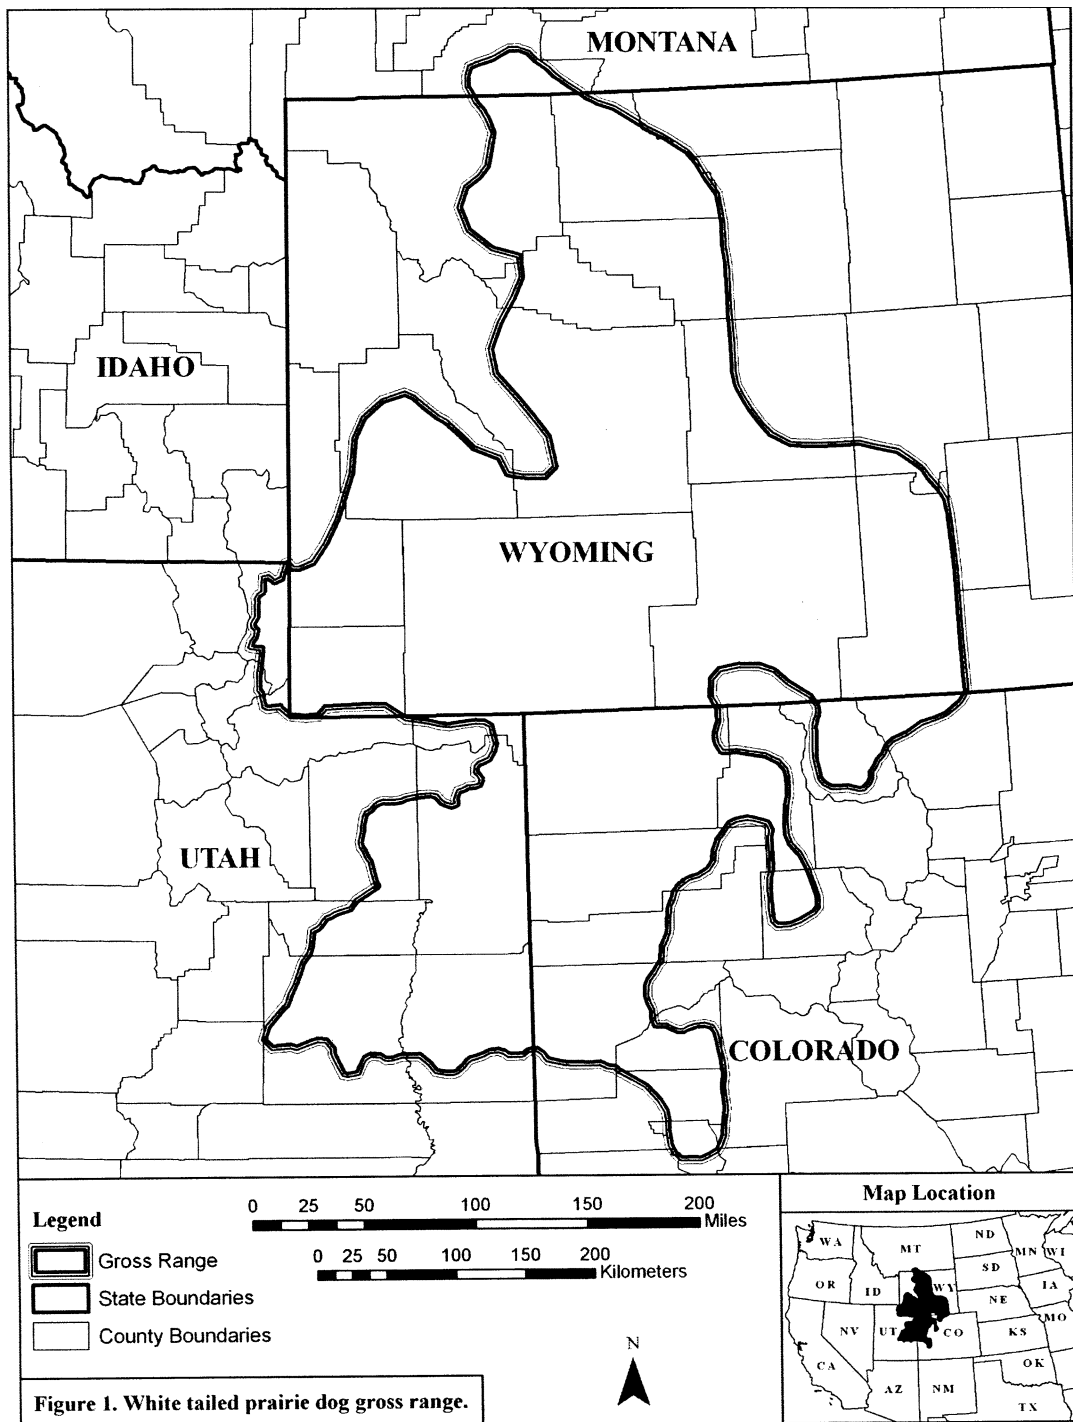 MONTANA
IDAHO
WYOMING
UTAH
COLORADO
Legend
Gross Range
State Boundaries
County Boundaries
0 25 50 100 150 200
Miles
0 25 50 100 150 200
Kilometers
N
Figure 1. White tailed prairie dog gross range.
Map Location
WA
MT
ND
MN WI
OR
ID
WY
SD
IA
NE
NV
UT
CO
KS
MO
CA
AZ
NM
OK
TX